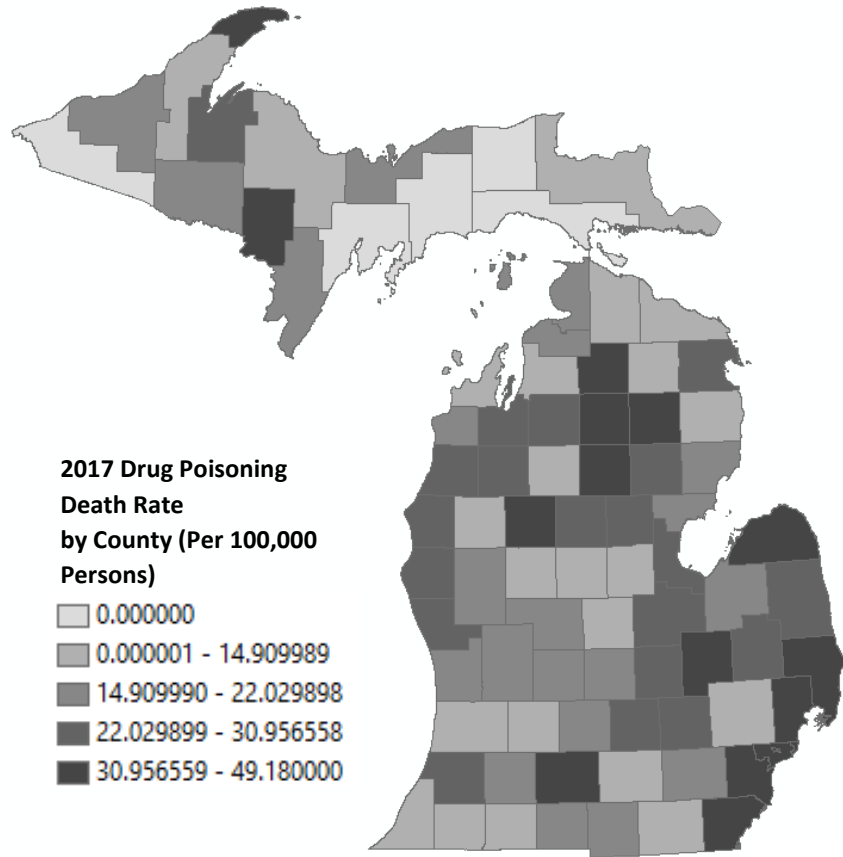 2017 Drug Poisoning
Death Rate
by County (Per 100,000
Persons)
0.000000
0.000001 - 14.909989
14.909990 - 22.029898
22.029899 - 30.956558
30.956559 - 49.180000